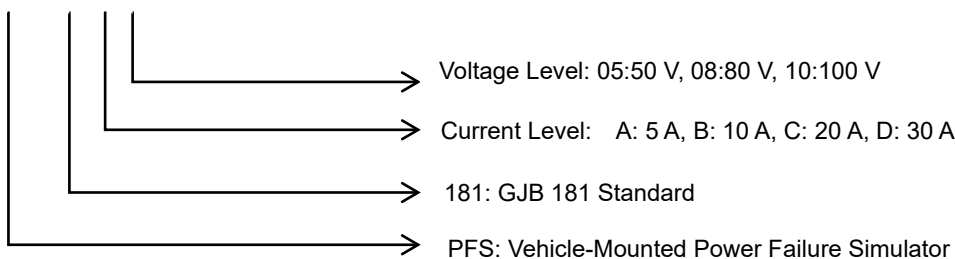 Voltage Level: 05:50 V, 08:80 V, 10:100 V
Current Level: A: 5 A, B: 10 A, C: 20 A, D: 30 A
181: GJB 181 Standard
PFS: Vehicle-Mounted Power Failure Simulator